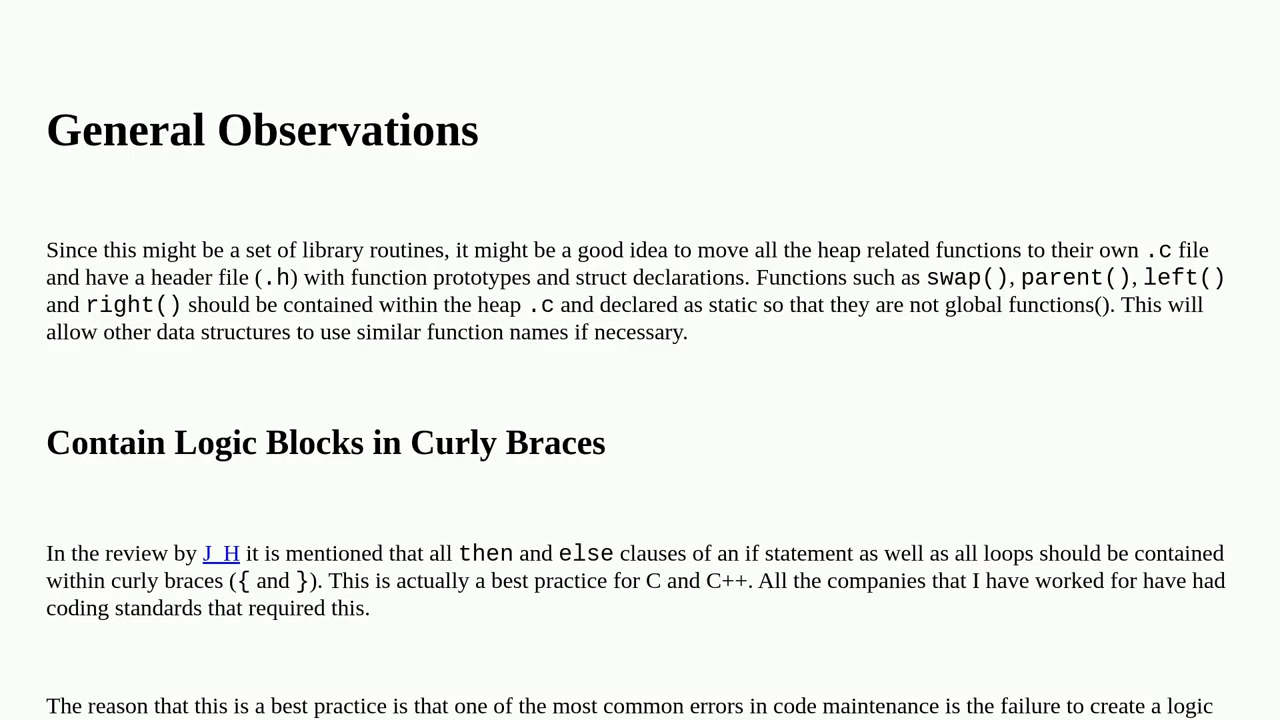 General Observations
Since this might be a set of library routines, it might be a good idea to move all the heap related functions to their own .c file
and have a header file (.h) with function prototypes and struct declarations. Functions such as swap(), parent(), left()
and right() should be contained within the heap .c and declared as static so that they are not global functions(). This will
allow other data structures to use similar function names if necessary.
Contain Logic Blocks in Curly Braces
In the review by J_H it is mentioned that all then and else clauses of an if statement as well as all loops should be contained
within curly braces ({ and }). This is actually a best practice for C and C++. All the companies that I have worked for have had
coding standards that required this.
The reason that this is a best practice is that one of the most common errors in code maintenance is the failure to create a logic